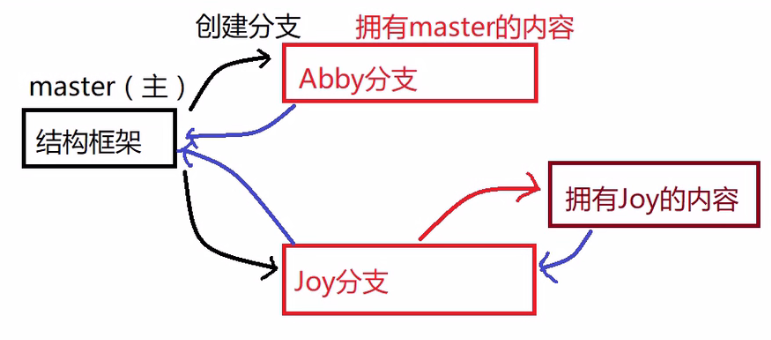 创建分支
拥有master的内容
master（主）
Abby分支
结构框架
拥有Joy的内容
Joy分支